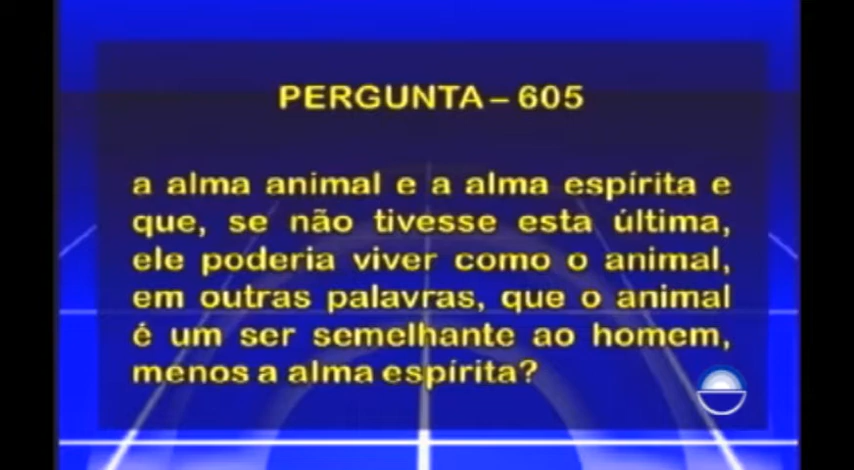 PERGUNTA – 605
a alma animal e a alma espírita e
que, se não tivesse esta última,
ele poderia viver como o animal,
em outras palavras, que o animal
é um ser semelhante ao homem,
menos a alma espírita?